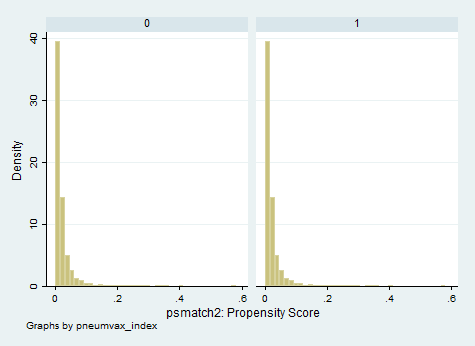 0 1
Density
40
30
20
10
0
0 .2 .4 .6 0 .2 .4 .6
psmatch2: Propensity Score
Graphs by pneumvax_index